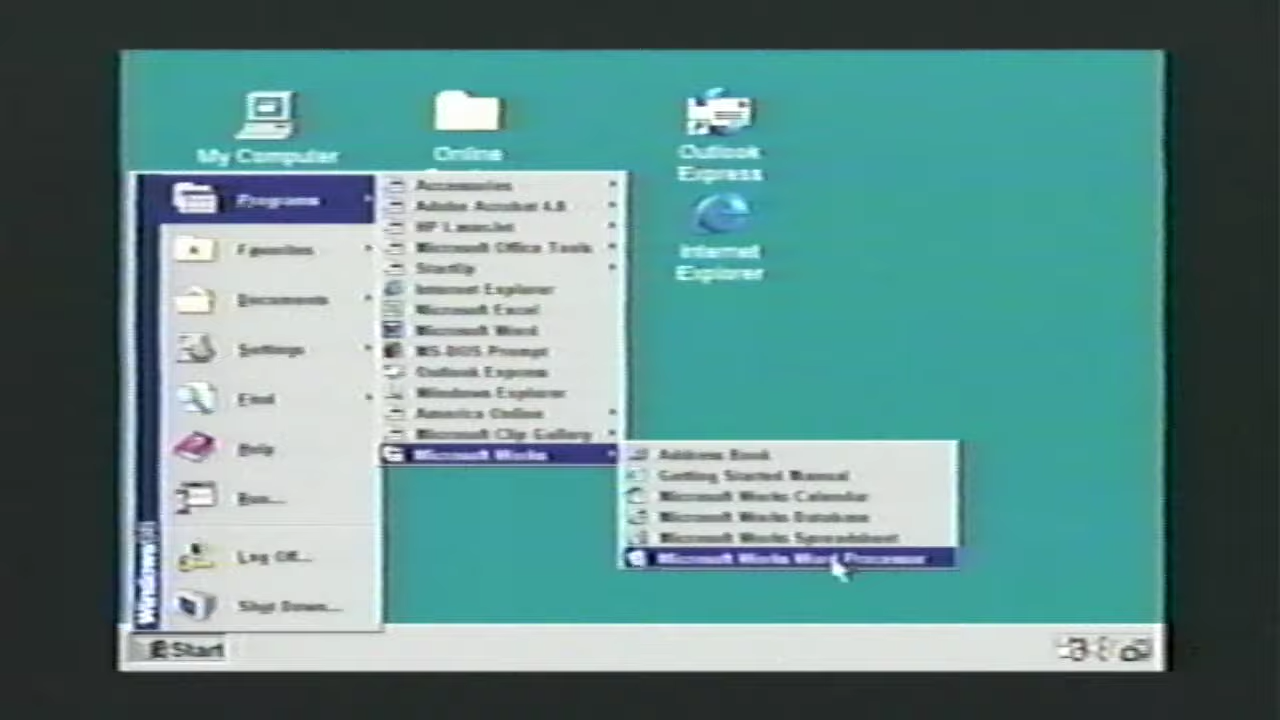 My Computer
Online
Outlook
Express
Internet
Explorer
Programs
Favorites
Documents
Settings
Find
Help
Run...
Log Off...
Shut Down...
Windows
Accessories
Adobe Acrobat 4.0
HP LaserJet
Microsoft Office Tools
StartUp
Internet Explorer
Microsoft Excel
Microsoft Word
MS-DOS Prompt
Outlook Express
Windows Explorer
America Online
Microsoft Clip Gallery
Microsoft Works
Address Book
Getting Started Manual
Microsoft Works Calendar
Microsoft Works Database
Microsoft Works Spreadsheet
Microsoft Works Word Processor
Start